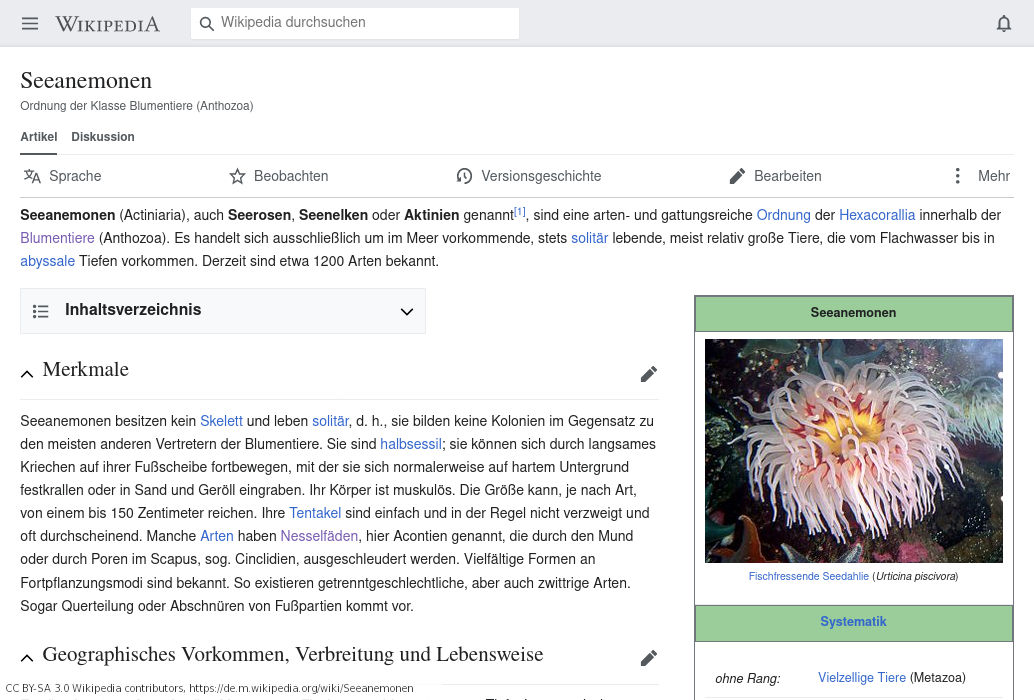 WIKIPEDIA
Wikipedia durchsuchen
Seeanemonen
Ordnung der Klasse Blumentiere (Anthozoa)
Artikel Diskussion
Sprache Beobachten Versionsgeschichte Bearbeiten Mehr
Seeanemonen (Actiniaria), auch Seerosen, Seenelken oder Aktinien genannt[1], sind eine arten- und gattungsreiche Ordnung der Hexacorallia innerhalb der
Blumentiere (Anthozoa). Es handelt sich ausschließlich um im Meer vorkommende, stets solitär lebende, meist relativ große Tiere, die vom Flachwasser bis in
abyssale Tiefen vorkommen. Derzeit sind etwa 1200 Arten bekannt.
Inhaltsverzeichnis
Merkmale
Seeanemonen besitzen kein Skelett und leben solitär, d. h., sie bilden keine Kolonien im Gegensatz zu
den meisten anderen Vertretern der Blumentiere. Sie sind halbsessil; sie können sich durch langsames
Kriechen auf ihrer Fußscheibe fortbewegen, mit der sie sich normalerweise auf hartem Untergrund
festkrallen oder in Sand und Geröll eingraben. Ihr Körper ist muskulös. Die Größe kann, je nach Art,
von einem bis 150 Zentimeter reichen. Ihre Tentakel sind einfach und in der Regel nicht verzweigt und
oft durchscheinend. Manche Arten haben Nesselfäden, hier Acontien genannt, die durch den Mund
oder durch Poren im Scapus, sog. Cinclidien, ausgeschleudert werden. Vielfältige Formen an
Fortpflanzungsmodi sind bekannt. So existieren getrenntgeschlechtliche, aber auch zwittrige Arten.
Sogar Querteilung oder Abschnüren von Fußpartien kommt vor.
Geographisches Vorkommen, Verbreitung und Lebensweise
Seeanemonen
Fischfressende Seedahlie (Urticina piscivora)
Systematik
ohne Rang: Vielzellige Tiere (Metazoa)
CC BY-SA 3.0 Wikipedia contributors, https://de.m.wikipedia.org/wiki/Seeanemonen